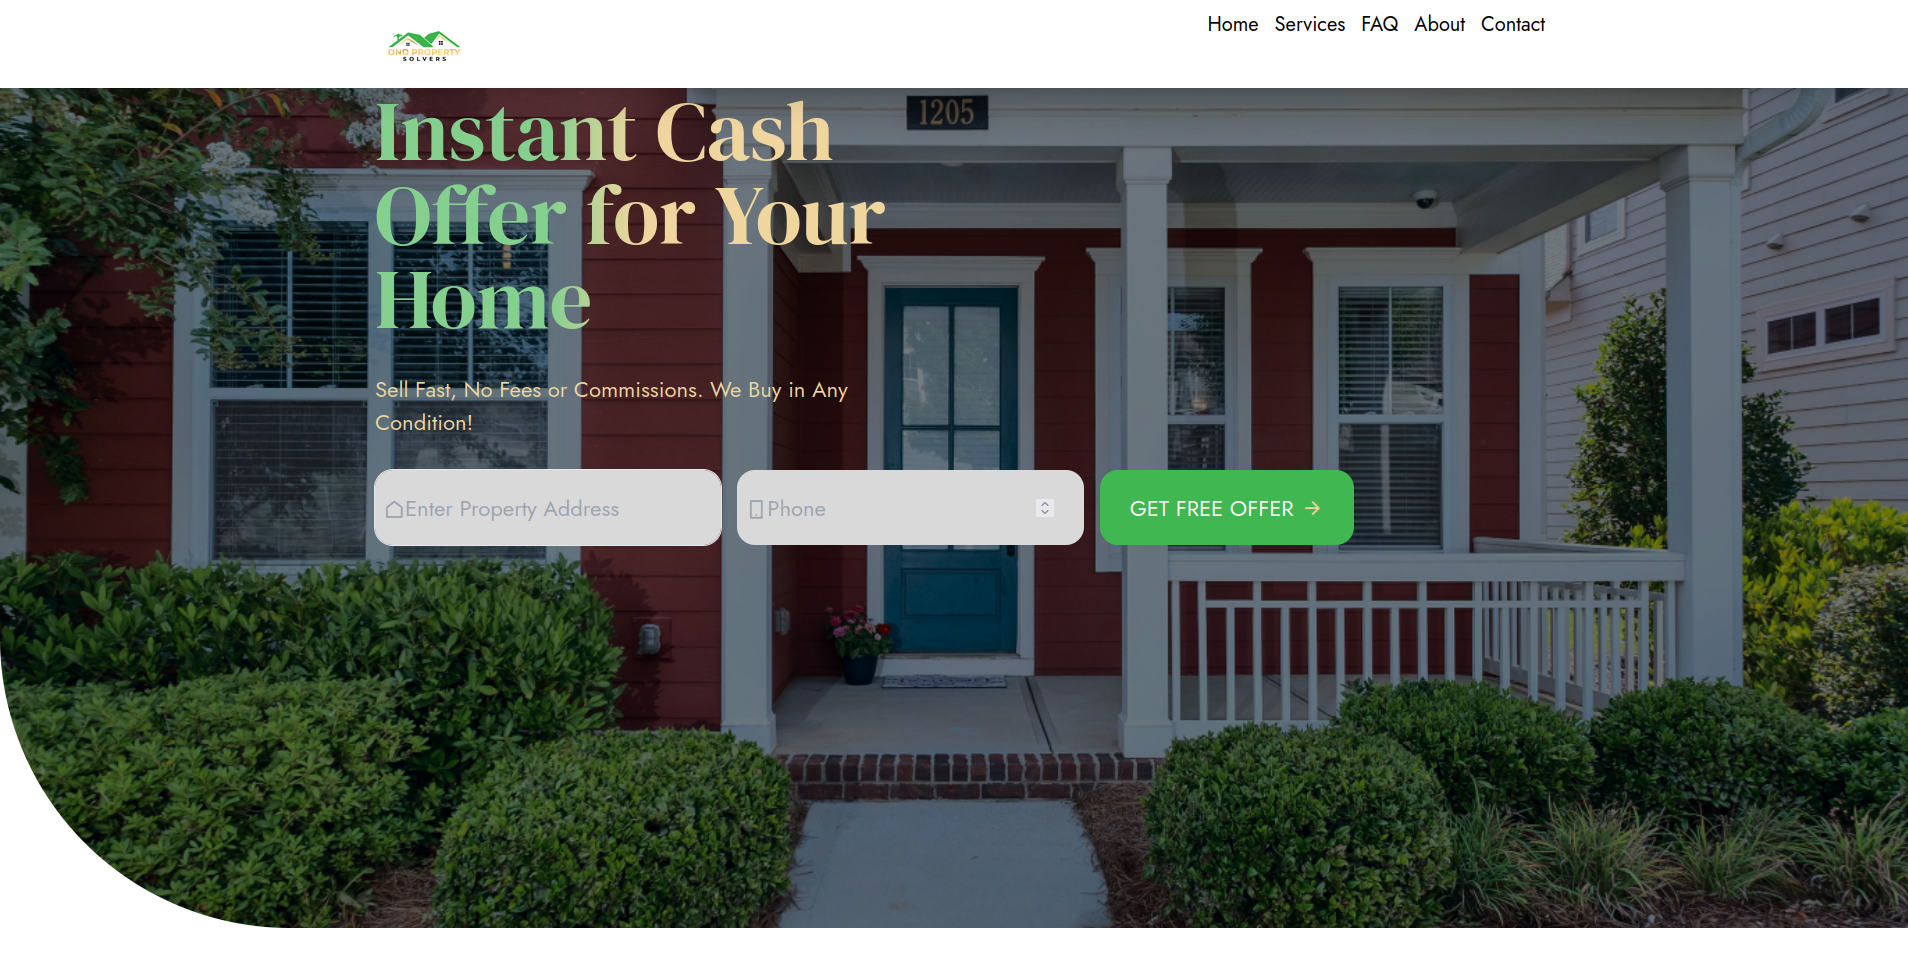 DND PROPERTY
SOLVERS
Home Services FAQ About Contact
1205
Instant Cash
Offer for Your
Home
Sell Fast, No Fees or Commissions. We Buy in Any
Condition!
Enter Property Address
Phone
GET FREE OFFER →